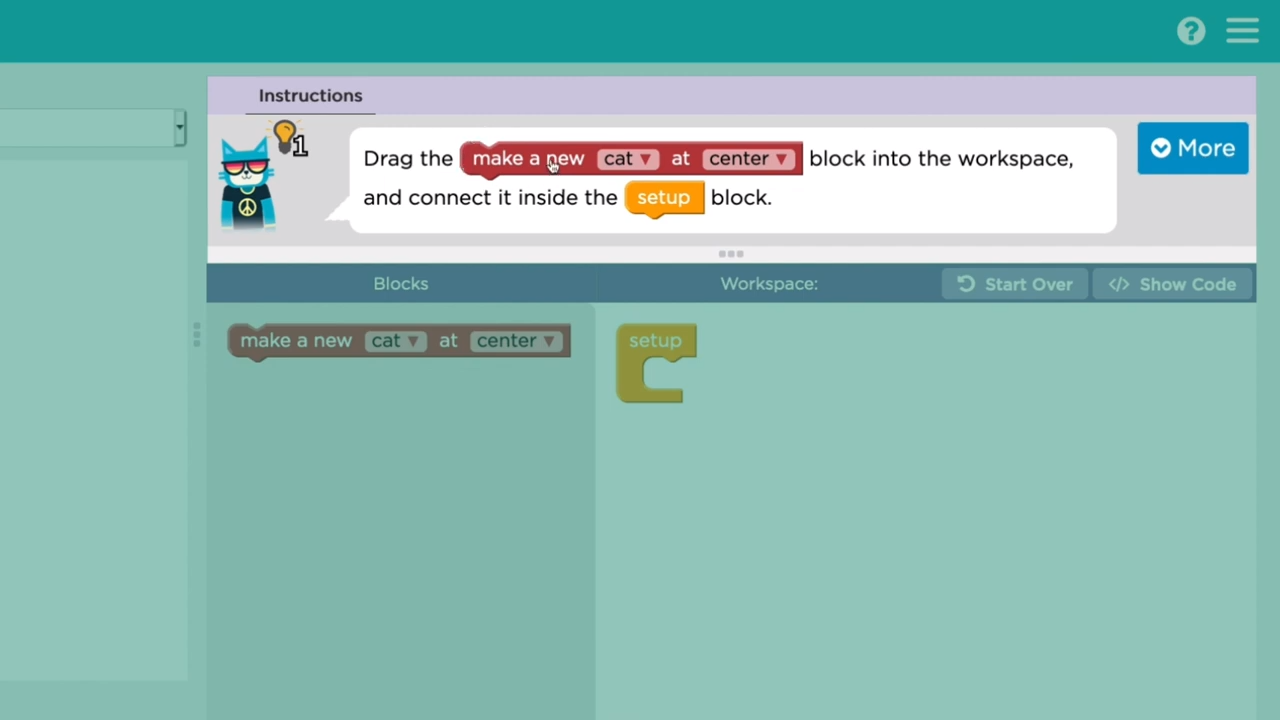 ?
Instructions
1
Drag the make a new cat ▼ at center ▼ block into the workspace,
and connect it inside the setup block.
More
Blocks
Workspace:
Start Over
</> Show Code
make a new cat ▼ at center ▼
setup